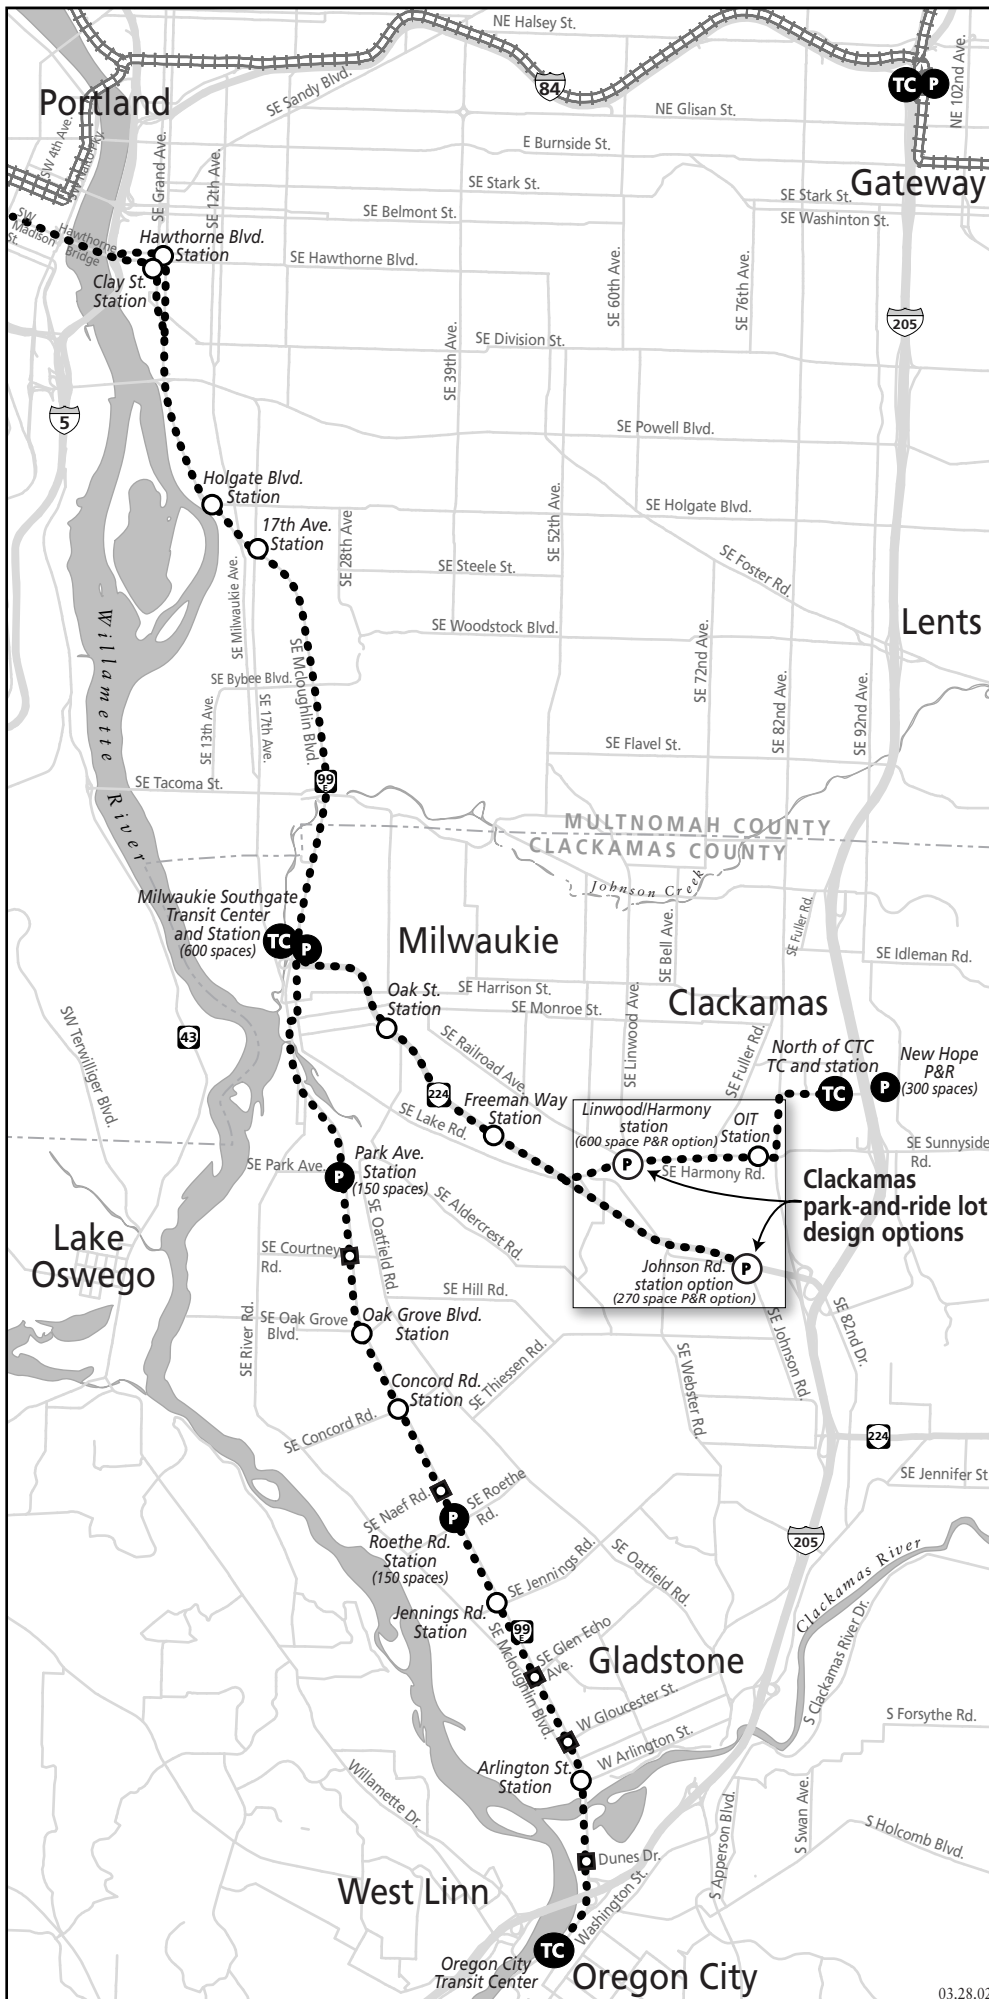 NE Halsey St.
84
SE Sandy Blvd.
TC P
NE 102nd Ave.
Portland
NE Glisan St.
SW 4th Ave.
SW Naito Pky.
SE Grand Ave.
SE 12th Ave.
E Burnside St.
SE Stark St.
Gateway
SE Stark St.
SE Belmont St.
SE Washinton St.
SW
Madison
St.
Hawthorne
Bridge
Hawthorne Blvd.
Station
SE Hawthorne Blvd.
Clay St.
Station
SE 60th Ave.
SE 76th Ave.
205
SE 39th Ave.
SE Division St.
5
SE Powell Blvd.
Holgate Blvd.
Station
SE Holgate Blvd.
17th Ave.
Station
SE 28th Ave
SE 52th Ave.
SE Steele St.
SE Foster Rd.
SE Milwaukie Ave.
Willamette River
SE Woodstock Blvd.
Lents
SE Mcloughlin Blvd.
SE 72nd Ave.
SE Bybee Blvd.
SE 13th Ave.
SE 17th Ave.
SE 82nd Ave.
SE 92nd Ave.
SE Flavel St.
SE Tacoma St.
99
E
MULTNOMAH COUNTY
CLACKAMAS COUNTY
Johnson Creek
Milwaukie Southgate
Transit Center
and Station
(600 spaces)
TC P
Milwaukie
SE Bell Ave.
SE Fuller Rd.
SE Idleman Rd.
SE Harrison St.
Oak St.
Station
SE Monroe St.
Clackamas
SE Linwood Ave.
SW Terwilliger Blvd.
43
SE Railroad Ave.
SE Fuller Rd.
North of CTC
TC and station
TC
P
New Hope
P&R
(300 spaces)
224
SE Lake Rd.
Freeman Way
Station
Linwood/Harmony
station
(600 space P&R option)
P
OIT
Station
SE Harmony Rd.
SE Sunnyside
Rd.
SE Park Ave.
P
Park Ave.
Station
(150 spaces)
Clackamas
park-and-ride lot
design options
SE Aldercrest Rd.
SE Oatfield Rd.
Lake
Oswego
SE Courtney
Rd.
P
Johnson Rd.
station option
(270 space P&R option)
SE Hill Rd.
SE River Rd.
SE Oak Grove
Blvd.
Oak Grove Blvd.
Station
SE Johnson Rd.
SE 82nd Dr.
SE Thiessen Rd.
SE Webster Rd.
Concord Rd.
Station
SE Concord Rd.
224
SE Jennifer St
SE Naef Rd.
SE Roethe
Rd.
P
Roethe Rd.
Station
(150 spaces)
205
SE Jennings Rd.
SE Oatfield Rd.
Clackamas River
Jennings Rd.
Station
99
E
SE Mcloughlin Blvd.
SE Glen Echo
Ave.
Gladstone
S Clackamas River Dr.
W Gloucester St.
S Forsythe Rd.
W Arlington St.
Arlington St.
Station
Willamette Dr.
S Apperson Blvd.
S Swan Ave.
S Holcomb Blvd.
Dunes Dr.
West Linn
Washington St.
TC
Oregon City
Transit Center
Oregon City
03.28.02